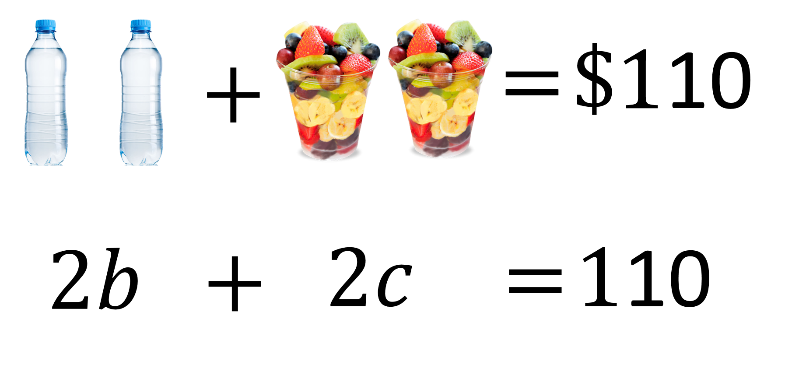 + = $110
2b + 2c = 110